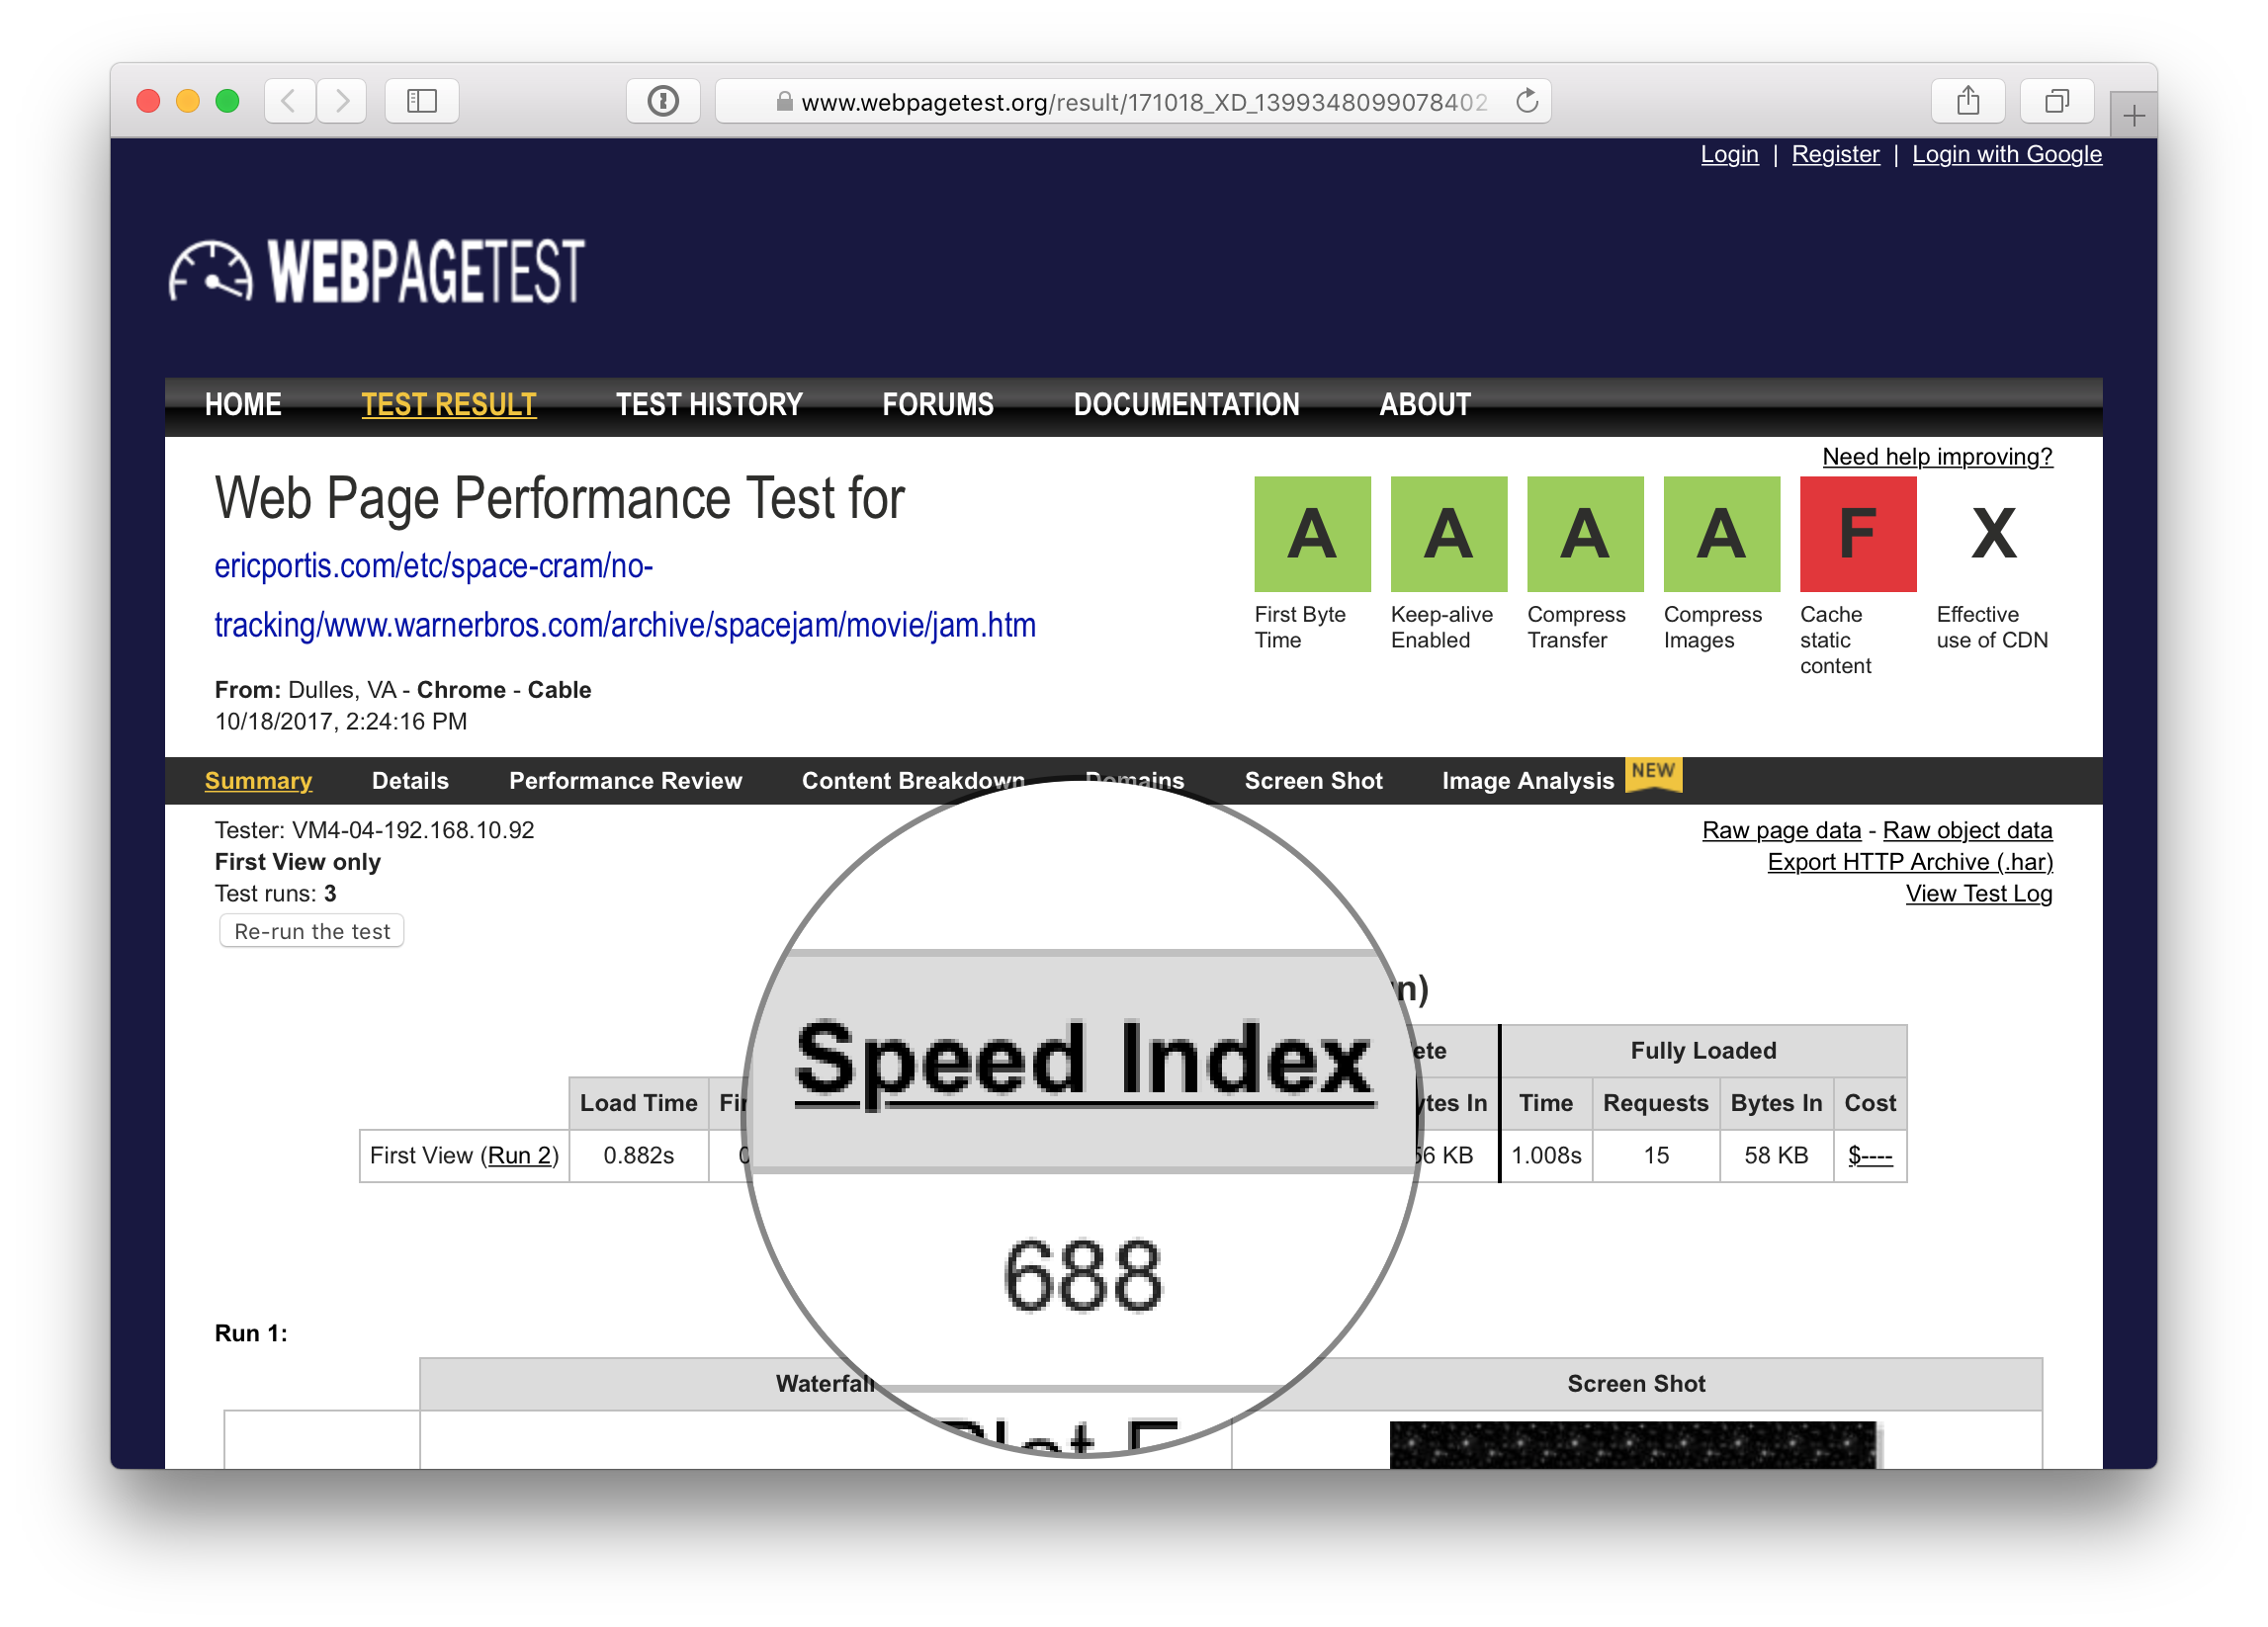 www.webpagetest.org/result/171018_XD_1399348099078402
Login | Register | Login with Google
WEBPAGETEST
HOME TEST RESULT TEST HISTORY FORUMS DOCUMENTATION ABOUT
Need help improving?
Web Page Performance Test for
ericportis.com/etc/space-cram/no-
tracking/www.warnerbros.com/archive/spacejam/movie/jam.htm
From: Dulles, VA - Chrome - Cable
10/18/2017, 2:24:16 PM
A A A A F X
First Byte Time
Keep-alive Enabled
Compress Transfer
Compress Images
Cache static content
Effective use of CDN
Summary Details Performance Review Content Breakdown Domains Screen Shot Image Analysis NEW
Tester: VM4-04-192.168.10.92
First View only
Test runs: 3
Re-run the test
Raw page data - Raw object data
Export HTTP Archive (.har)
View Test Log
Speed Index
688
Fully Loaded
Load Time
Bytes In Time Requests Bytes In Cost
First View (Run 2) 0.882s
56 KB 1.008s 15 58 KB $----
Run 1:
Waterfall Screen Shot